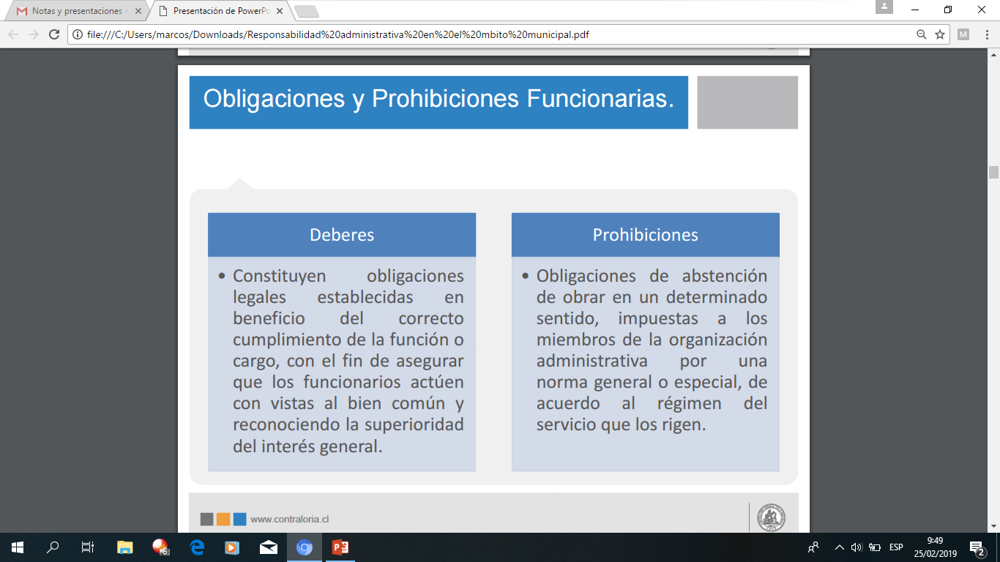 Notas y presentaciones -
Presentación de PowerPo
file:///C:/Users/marcos/Downloads/Responsabilidad%20administrativa%20en%20el%20mbito%20municipal.pdf
M
Obligaciones y Prohibiciones Funcionarias.
Deberes
• Constituyen obligaciones
legales establecidas en
beneficio del correcto
cumplimiento de la función o
cargo, con el fin de asegurar
que los funcionarios actúen
con vistas al bien común y
reconociendo la superioridad
del interés general.
Prohibiciones
• Obligaciones de abstención
de obrar en un determinado
sentido, impuestas a los
miembros de la organización
administrativa por una
norma general o especial, de
acuerdo al régimen del
servicio que los rigen.
www.contraloria.cl
ESP
9:49
25/02/2019
2